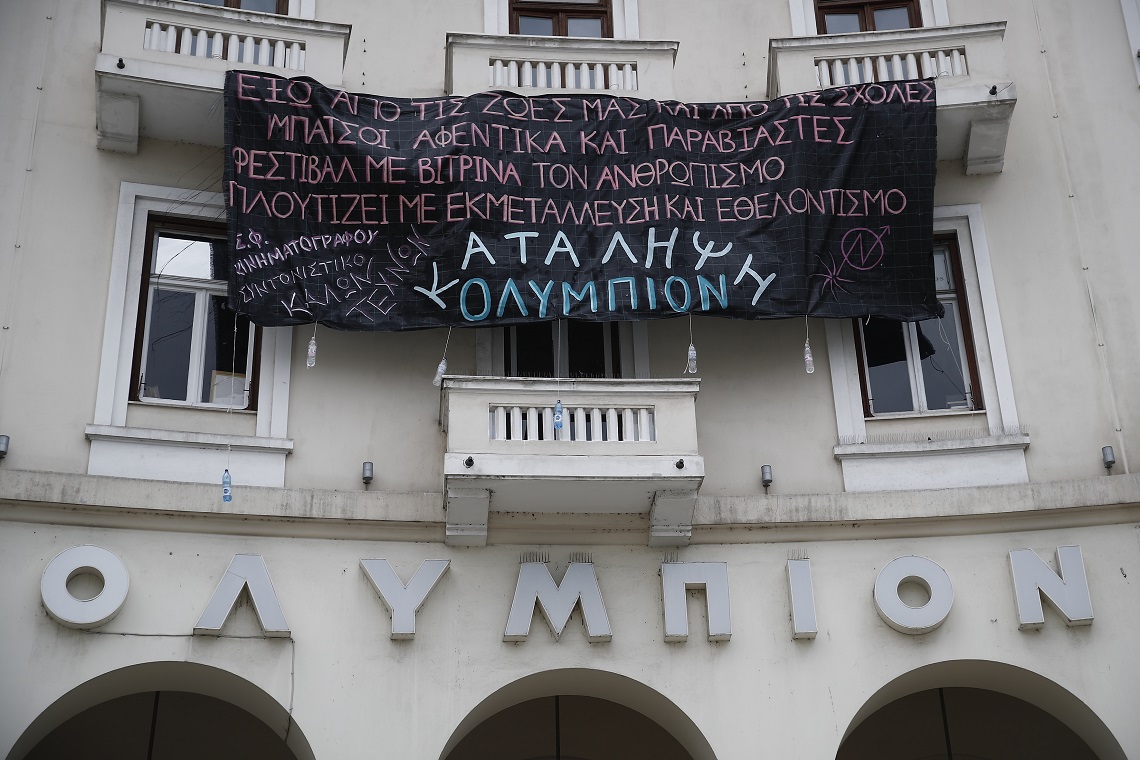 ΕΞΩ ΑΠΟ ΤΙΣ ΖΩΕΣ ΜΑΣ ΚΑΙ ΑΠΟ ΤΙΣ ΣΧΟΛΕΣ
ΜΠΑΤΣΟΙ ΑΦΕΝΤΙΚΑ ΚΑΙ ΠΑΡΑΒΙΑΣΤΕΣ
ΦΕΣΤΙΒΑΛ ΜΕ ΒΙΤΡΙΝΑ ΤΟΝ ΑΝΘΡΩΠΙΣΜΟ
ΠΛΟΥΤΙΖΕΙ ΜΕ ΕΚΜΕΤΑΛΛΕΥΣΗ ΚΑΙ ΕΘΕΛΟΝΤΙΣΜΟ
Σ.Φ.
ΚΙΝΗΜΑΤΟΓΡΑΦΟΥ
ΣΥΝΤΟΝΙΣΤΙΚΟ
ΚΑΛΩΝ
ΤΕΧΝΩΝ
ΚΑΤΑΛΗΨΗ
ΟΛΥΜΠΙΟΝ
ΟΛΥΜΠΙΟΝ